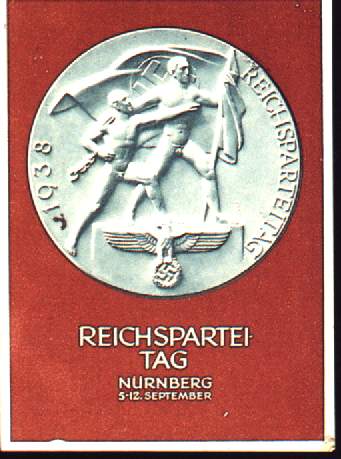 1938
REICHSPARTEITAG
REICHSPARTEI-
TAG
NÜRNBERG
5-12. SEPTEMBER